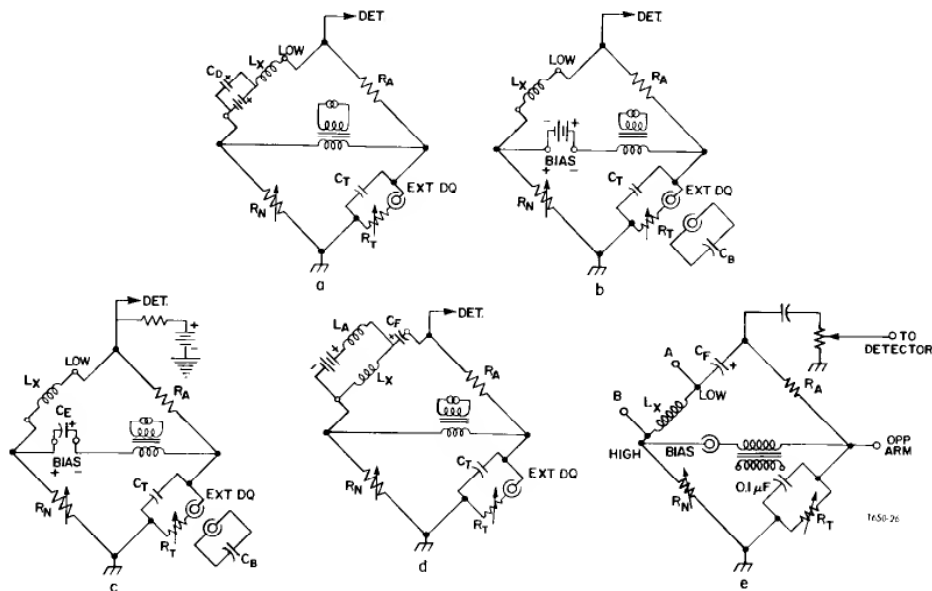 DET.
LOW
LX
CD
+
+
RA
RN
CT
EXT DQ
RT
a
DET.
LOW
LX
RA
- +
BIAS
+ -
RN
CT
EXT DQ
RT
CB
b
DET.
+
-
LOW
LX
RA
CE
+
BIAS
+ -
RN
CT
EXT DQ
RT
CB
c
DET.
LA
CF
+
- +
LX
RA
RN
CT
EXT DQ
RT
d
TO
DETECTOR
A
CF
+
LOW
RA
B
LX
HIGH
BIAS
OPP
ARM
0.1 μF
RN
RT
1650-26
e